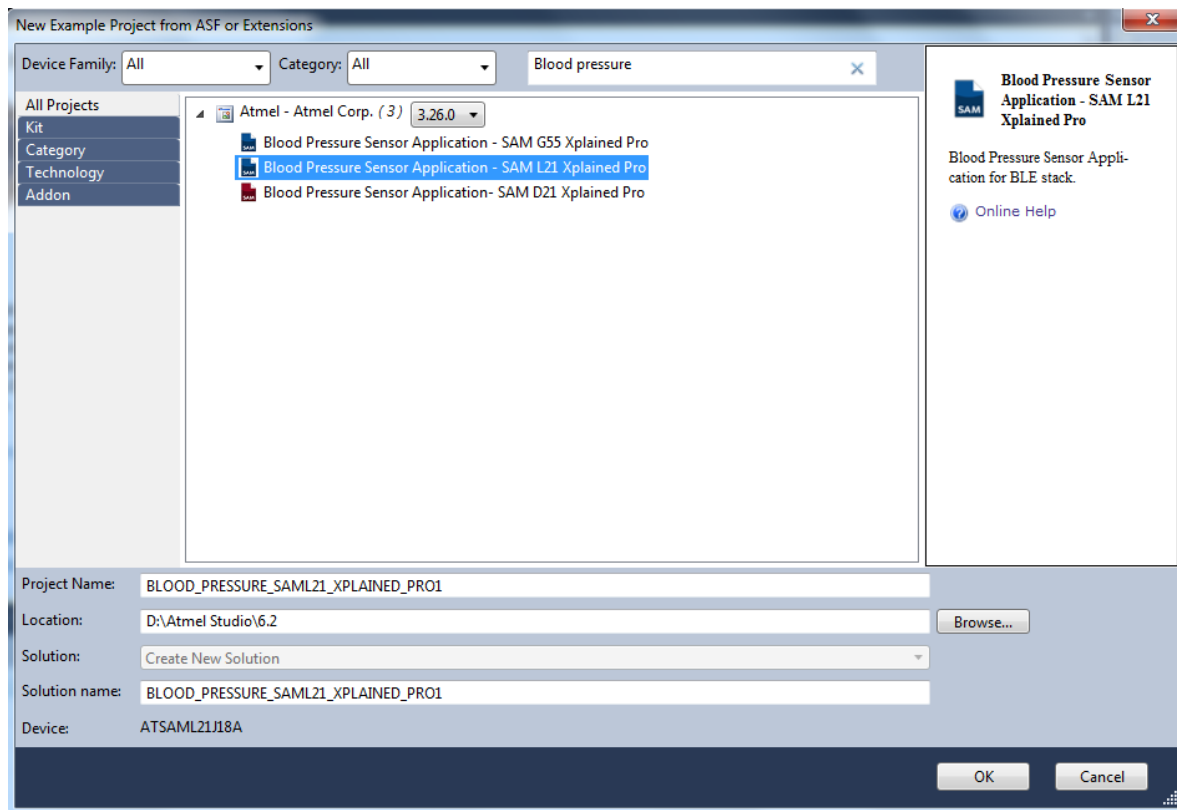 New Example Project from ASF or Extensions
Device Family: All Category: All Blood pressure
All Projects
Kit
Category
Technology
Addon
Atmel - Atmel Corp. (3) 3.26.0
Blood Pressure Sensor Application - SAM G55 Xplained Pro
Blood Pressure Sensor Application - SAM L21 Xplained Pro
Blood Pressure Sensor Application- SAM D21 Xplained Pro
SAM
Blood Pressure Sensor
Application - SAM L21
Xplained Pro
Blood Pressure Sensor Appli-
cation for BLE stack.
Online Help
Project Name: BLOOD_PRESSURE_SAML21_XPLAINED_PRO1
Location: D:\Atmel Studio\6.2 Browse...
Solution: Create New Solution
Solution name: BLOOD_PRESSURE_SAML21_XPLAINED_PRO1
Device: ATSAML21J18A
OK Cancel